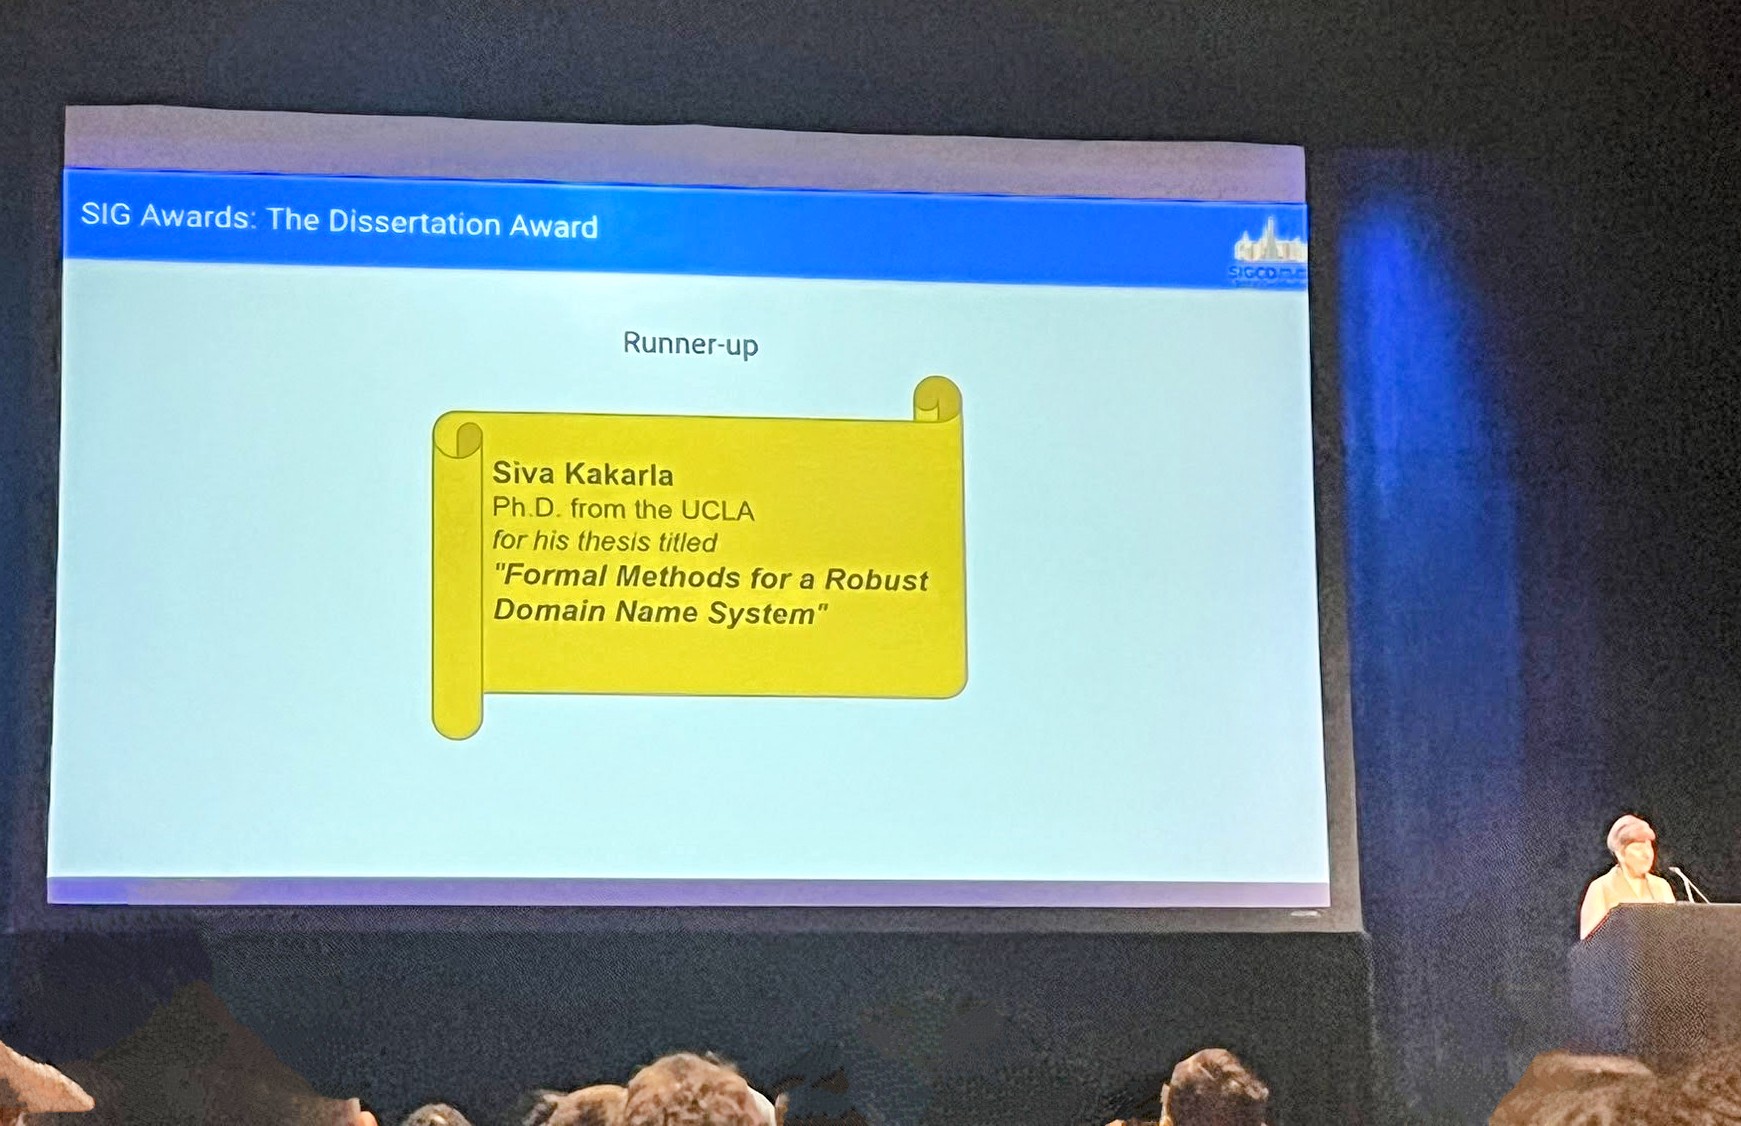 SIG Awards: The Dissertation Award
SIGCOMM
Runner-up
Siva Kakarla
Ph.D. from the UCLA
for his thesis titled
"Formal Methods for a Robust
Domain Name System"